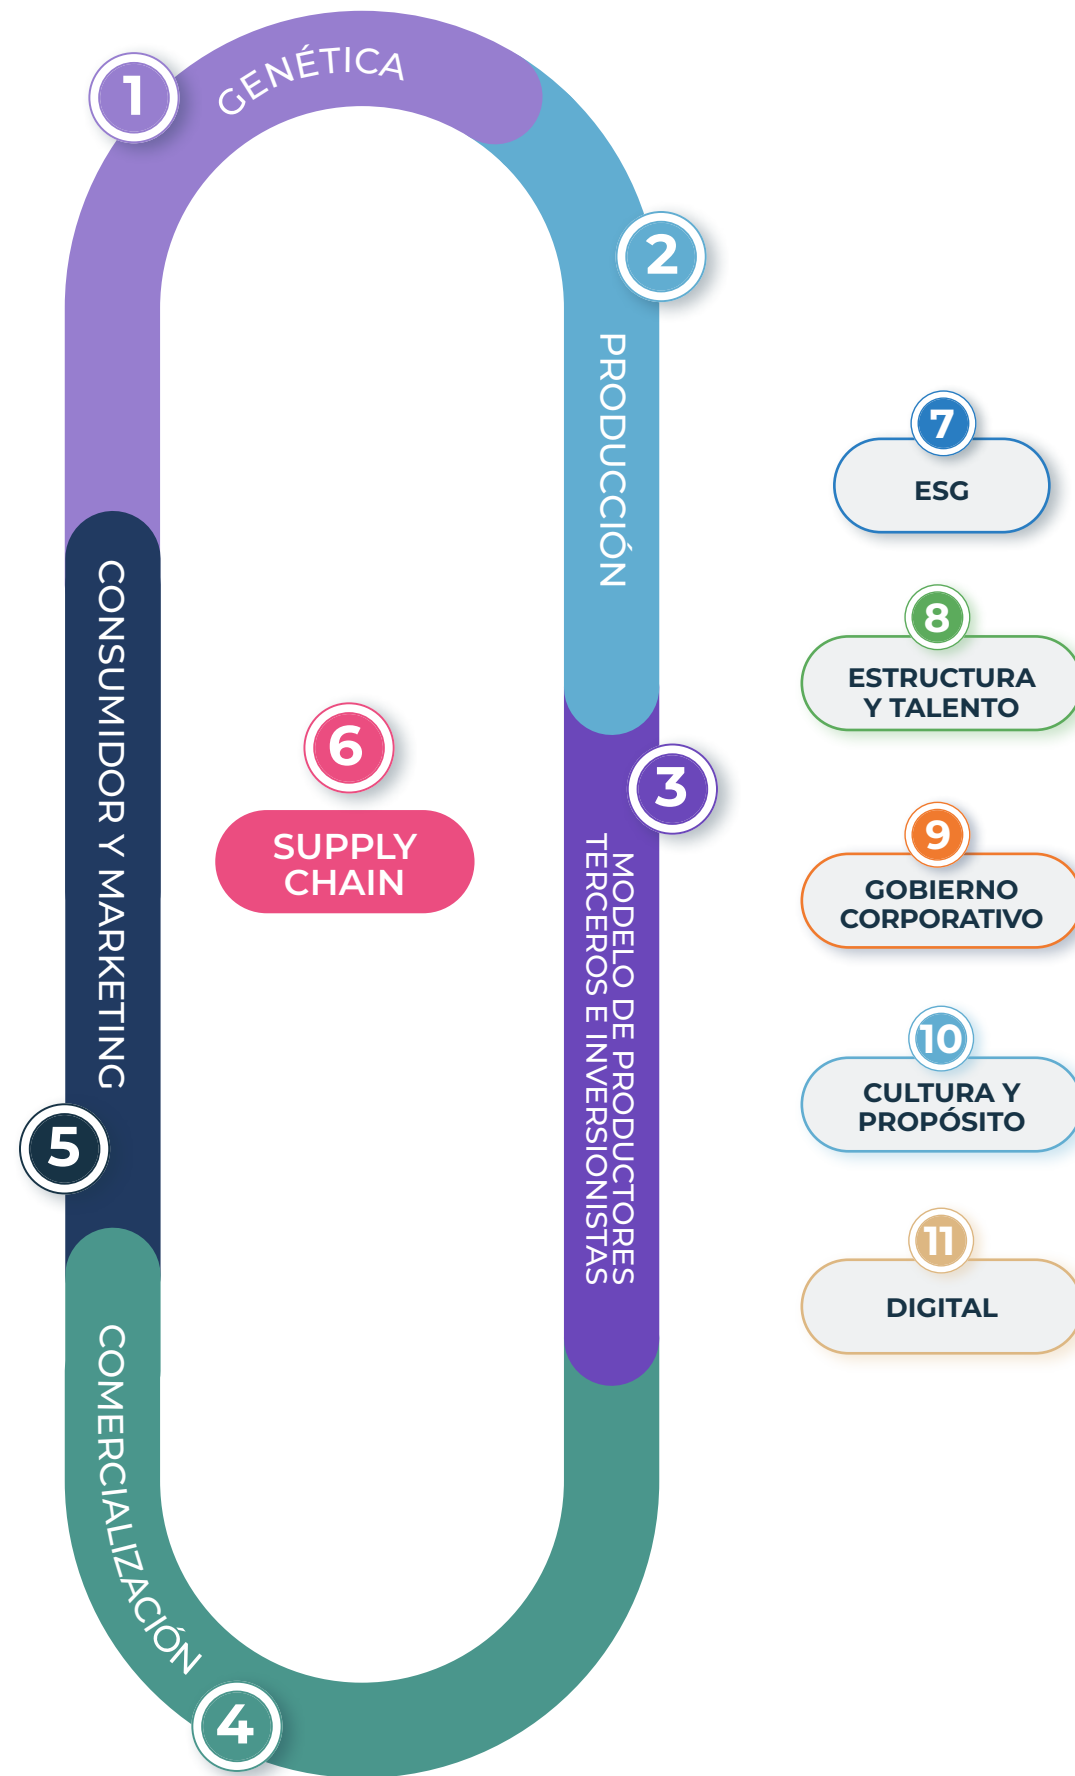 1
GENÉTICA
2
PRODUCCIÓN
3
MODELO DE PRODUCTORES
TERCEROS E INVERSIONISTAS
4
COMERCIALIZACIÓN
5
CONSUMIDOR Y MARKETING
6
SUPPLY
CHAIN
7
ESG
8
ESTRUCTURA
Y TALENTO
9
GOBIERNO
CORPORATIVO
10
CULTURA Y
PROPÓSITO
11
DIGITAL